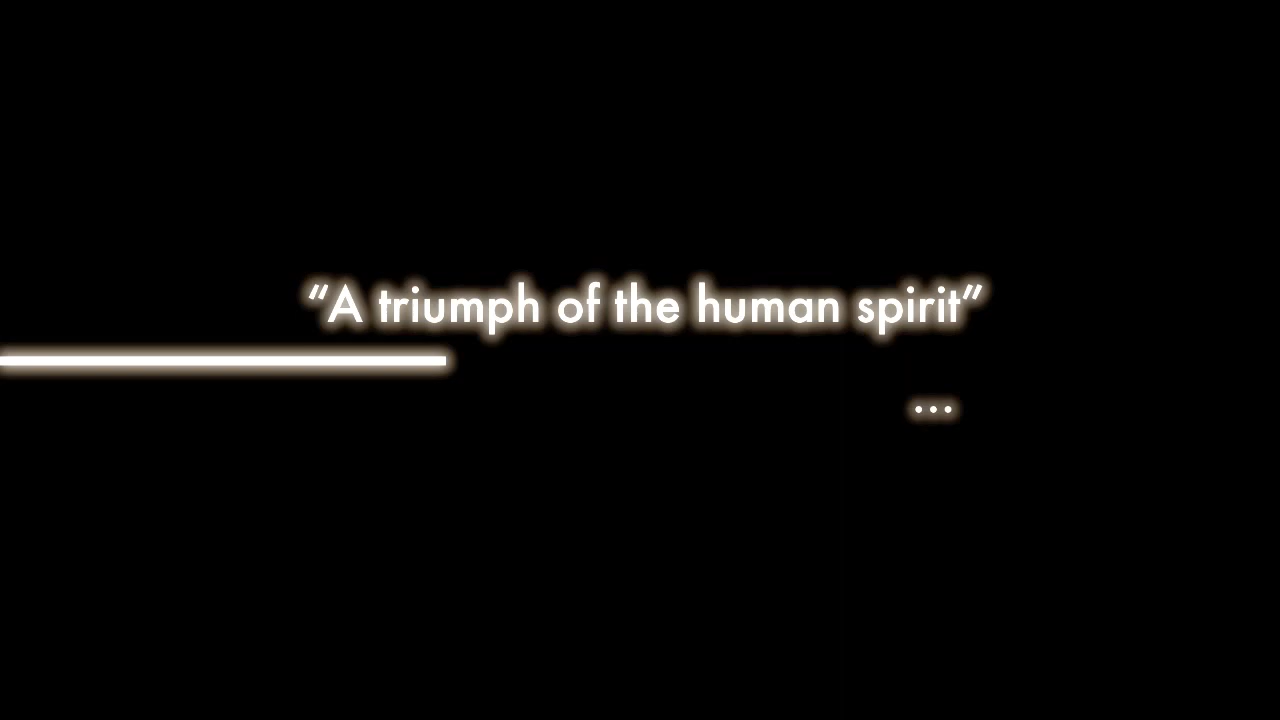 “A triumph of the human spirit”
...